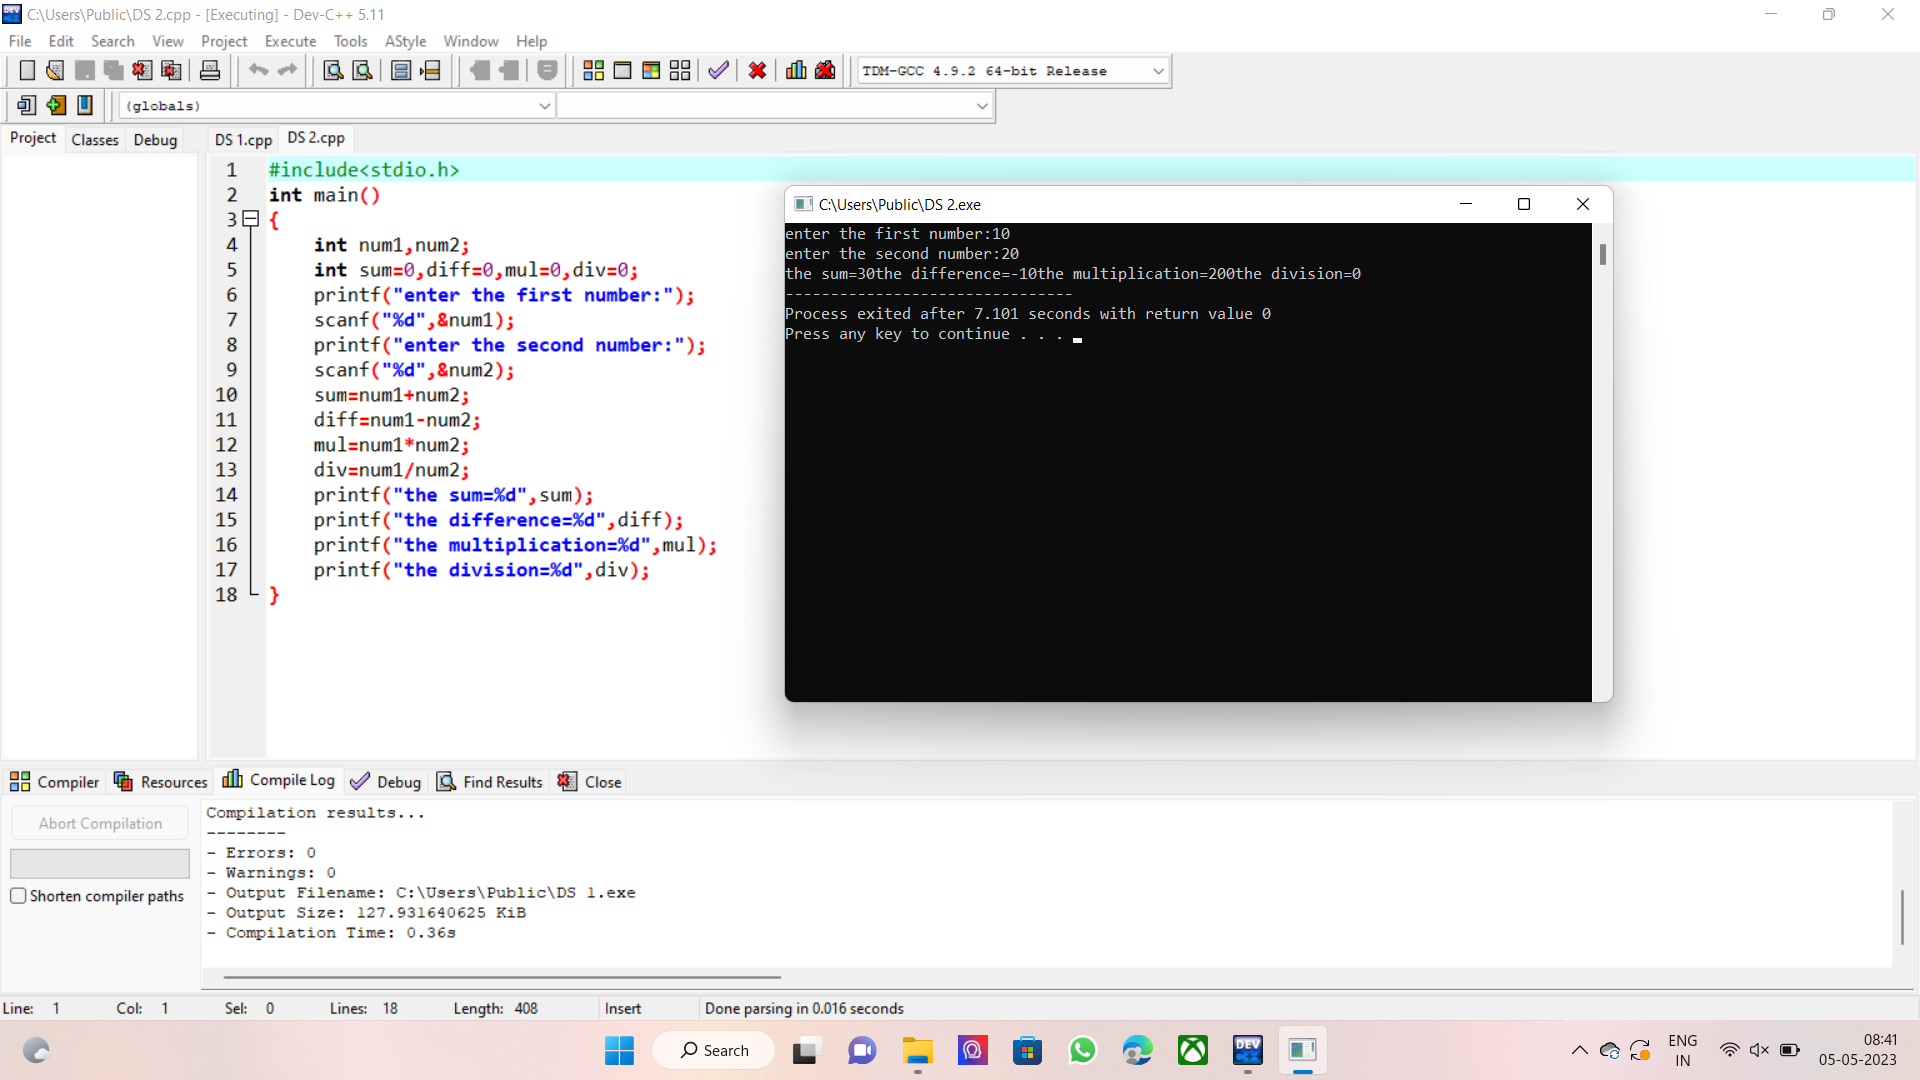 C:\Users\Public\DS 2.cpp - [Executing] - Dev-C++ 5.11
File Edit Search View Project Execute Tools AStyle Window Help
TDM-GCC 4.9.2 64-bit Release
(globals)
Project Classes Debug DS 1.cpp DS 2.cpp
1 #include<stdio.h>
2 int main()
3 {
4 int num1,num2;
5 int sum=0,diff=0,mul=0,div=0;
6 printf("enter the first number:");
7 scanf("%d",&num1);
8 printf("enter the second number:");
9 scanf("%d",&num2);
10 sum=num1+num2;
11 diff=num1-num2;
12 mul=num1*num2;
13 div=num1/num2;
14 printf("the sum=%d",sum);
15 printf("the difference=%d",diff);
16 printf("the multiplication=%d",mul);
17 printf("the division=%d",div);
18 }
C:\Users\Public\DS 2.exe
enter the first number:10
enter the second number:20
the sum=30the difference=-10the multiplication=200the division=0
--------------------------------
Process exited after 7.101 seconds with return value 0
Press any key to continue . . .
Compiler Resources Compile Log Debug Find Results Close
Abort Compilation
Shorten compiler paths
Compilation results...
--------
- Errors: 0
- Warnings: 0
- Output Filename: C:\Users\Public\DS 1.exe
- Output Size: 127.931640625 KiB
- Compilation Time: 0.36s
Line: 1 Col: 1 Sel: 0 Lines: 18 Length: 408 Insert Done parsing in 0.016 seconds
Search
DEV C++
ENG
IN
08:41
05-05-2023